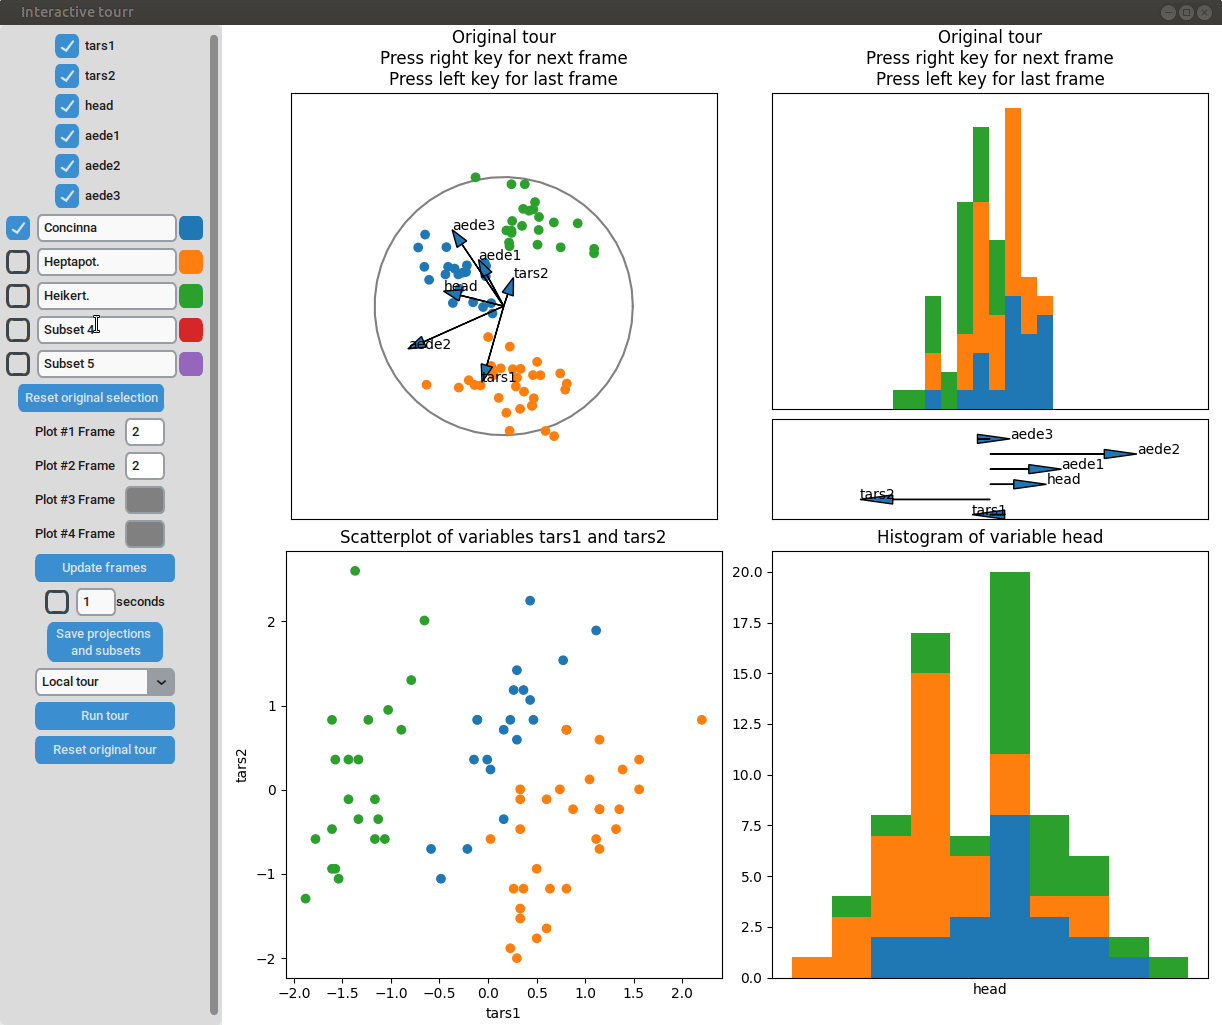 Interactive tourr
tars1
tars2
head
aede1
aede2
aede3
Concinna
Heptapot.
Heikert.
Subset 4
Subset 5
Reset original selection
Plot #1 Frame 2
Plot #2 Frame 2
Plot #3 Frame
Plot #4 Frame
Update frames
1 seconds
Save projections
and subsets
Local tour
Run tour
Reset original tour
Original tour
Press right key for next frame
Press left key for last frame
aede3
aede1
tars2
head
aede2
tars1
Original tour
Press right key for next frame
Press left key for last frame
aede3
aede2
aede1
head
tars2
tars1
Scatterplot of variables tars1 and tars2
2
1
0
−1
−2
tars2
−2.0 −1.5 −1.0 −0.5 0.0 0.5 1.0 1.5 2.0
tars1
Histogram of variable head
20.0
17.5
15.0
12.5
10.0
7.5
5.0
2.5
0.0
head